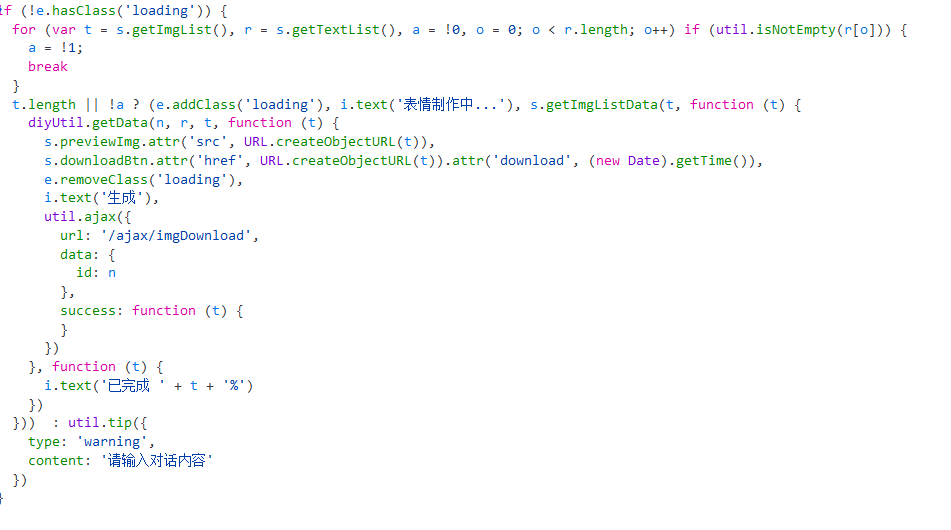 if (!e.hasClass('loading')) {
for (var t = s.getImgList(), r = s.getTextList(), a = !0, o = 0; o < r.length; o++) if (util.isNotEmpty(r[o])) {
a = !1;
break
}
t.length || !a ? (e.addClass('loading'), i.text('表情制作中...'), s.getImgListData(t, function (t) {
diyUtil.getData(n, r, t, function (t) {
s.previewImg.attr('src', URL.createObjectURL(t)),
s.downloadBtn.attr('href', URL.createObjectURL(t)).attr('download', (new Date).getTime()),
e.removeClass('loading'),
i.text('生成'),
util.ajax({
url: '/ajax/imgDownload',
data: {
id: n
},
success: function (t) {
}
})
}, function (t) {
i.text('已完成 ' + t + '%')
})
})) : util.tip({
type: 'warning',
content: '请输入对话内容'
})
}